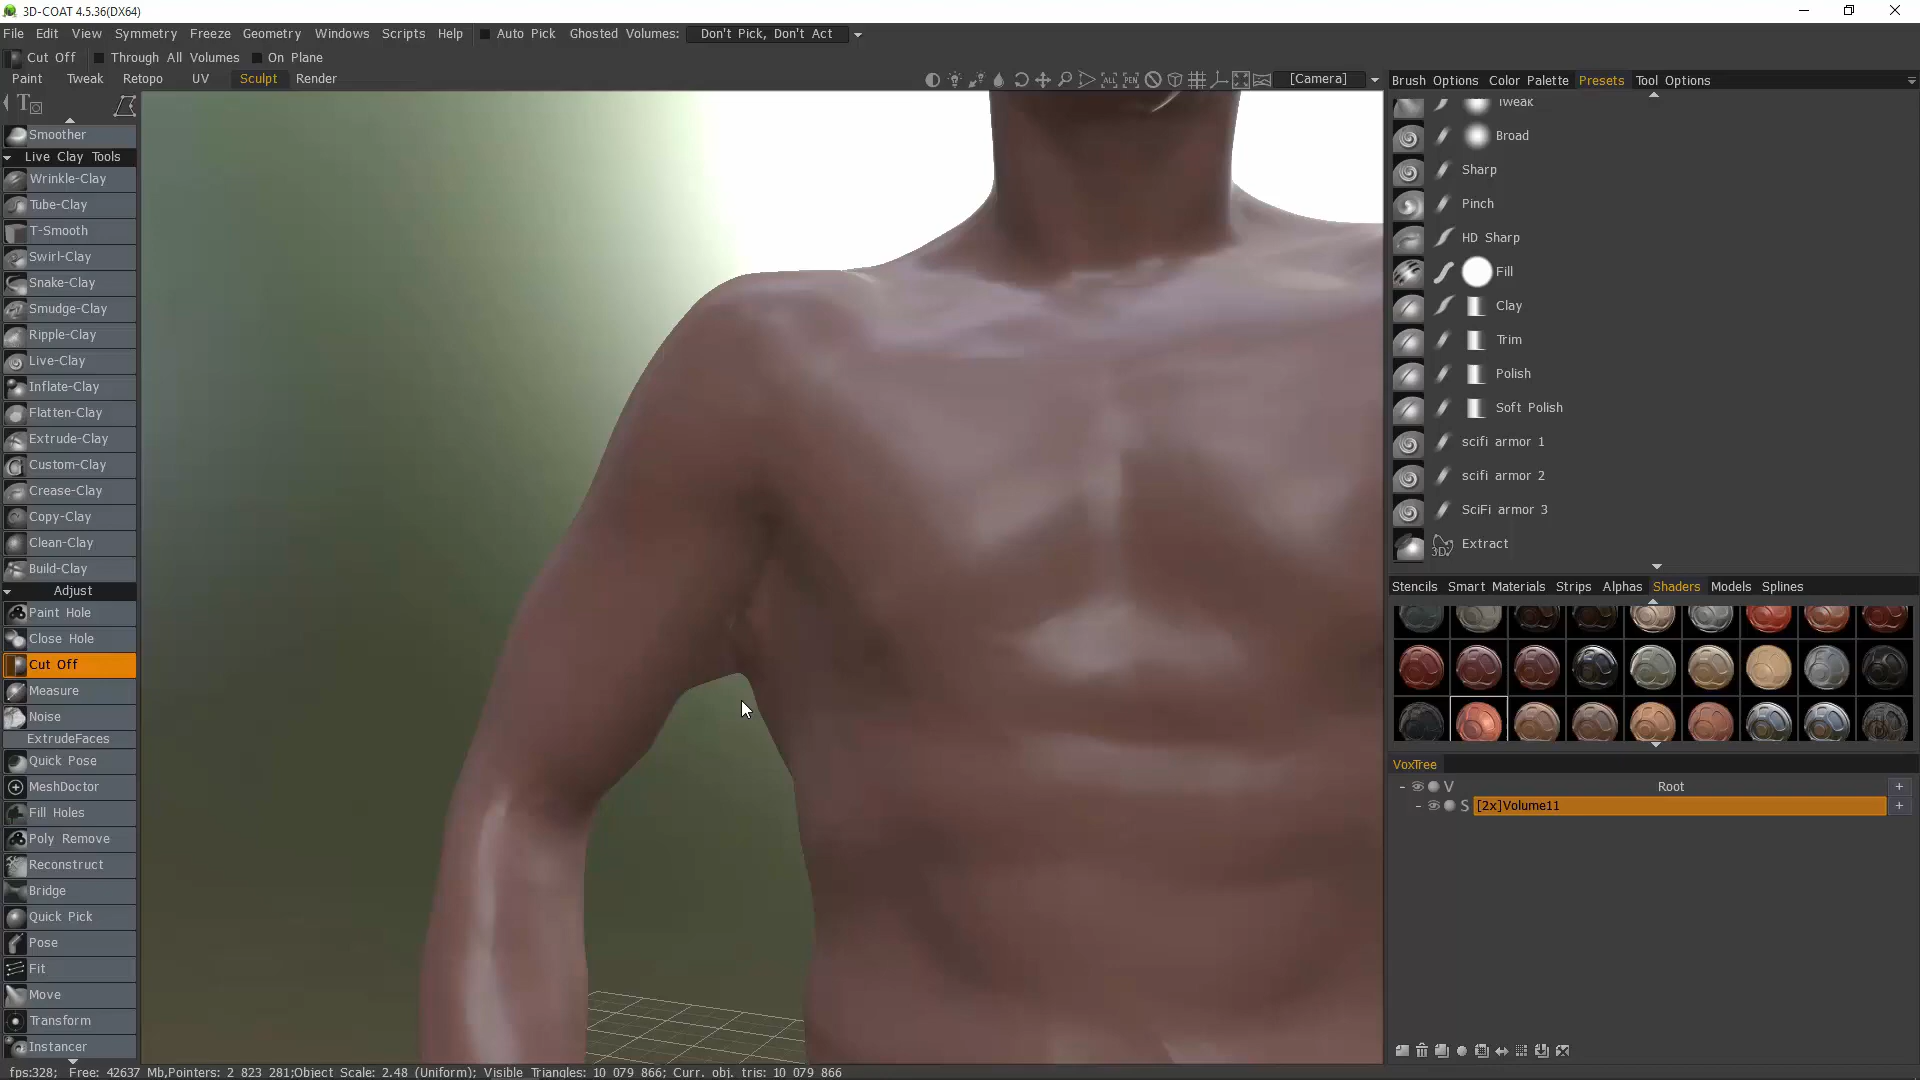 3D-COAT 4.5.36(DX64)
File Edit View Symmetry Freeze Geometry Windows Scripts Help Auto Pick Ghosted Volumes: Don't Pick, Don't Act
Cut Off Through All Volumes On Plane
Paint Tweak Retopo UV Sculpt Render [Camera]
Smoother
Live Clay Tools
Wrinkle-Clay
Tube-Clay
T-Smooth
Swirl-Clay
Snake-Clay
Smudge-Clay
Ripple-Clay
Live-Clay
Inflate-Clay
Flatten-Clay
Extrude-Clay
Custom-Clay
Crease-Clay
Copy-Clay
Clean-Clay
Build-Clay
Adjust
Paint Hole
Close Hole
Cut Off
Measure
Noise
ExtrudeFaces
Quick Pose
MeshDoctor
Fill Holes
Poly Remove
Reconstruct
Bridge
Quick Pick
Pose
Fit
Move
Transform
Instancer
Brush Options Color Palette Presets Tool Options
Tweak
Broad
Sharp
Pinch
HD Sharp
Fill
Clay
Trim
Polish
Soft Polish
scifi armor 1
scifi armor 2
SciFi armor 3
3D Extract
Stencils Smart Materials Strips Alphas Shaders Models Splines
VoxTree
- V Root +
- S [2x]Volume11 +
fps:328; Free: 42637 Mb,Pointers: 2 823 281;Object Scale: 2.48 (Uniform); Visible Triangles: 10 079 866; Curr. obj. tris: 10 079 866